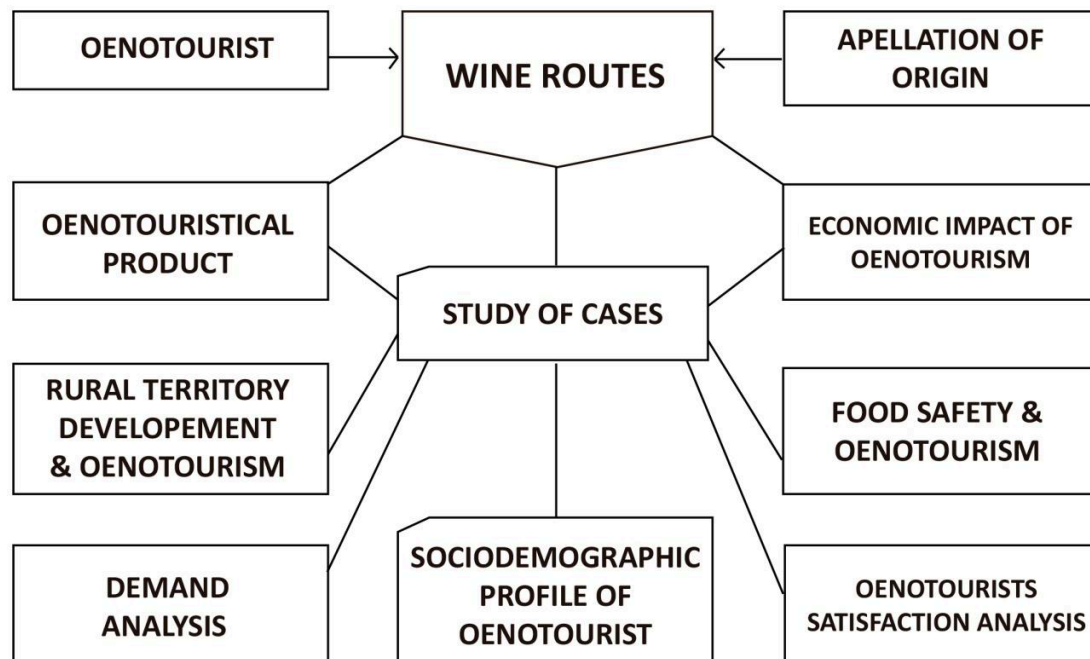 OENOTOURIST
WINE ROUTES
APELLATION OF
ORIGIN
OENOTOURISTICAL
PRODUCT
ECONOMIC IMPACT OF
OENOTOURISM
STUDY OF CASES
RURAL TERRITORY
DEVELOPEMENT
& OENOTOURISM
FOOD SAFETY &
OENOTOURISM
DEMAND
ANALYSIS
SOCIODEMOGRAPHIC
PROFILE OF
OENOTOURIST
OENOTOURISTS
SATISFACTION ANALYSIS